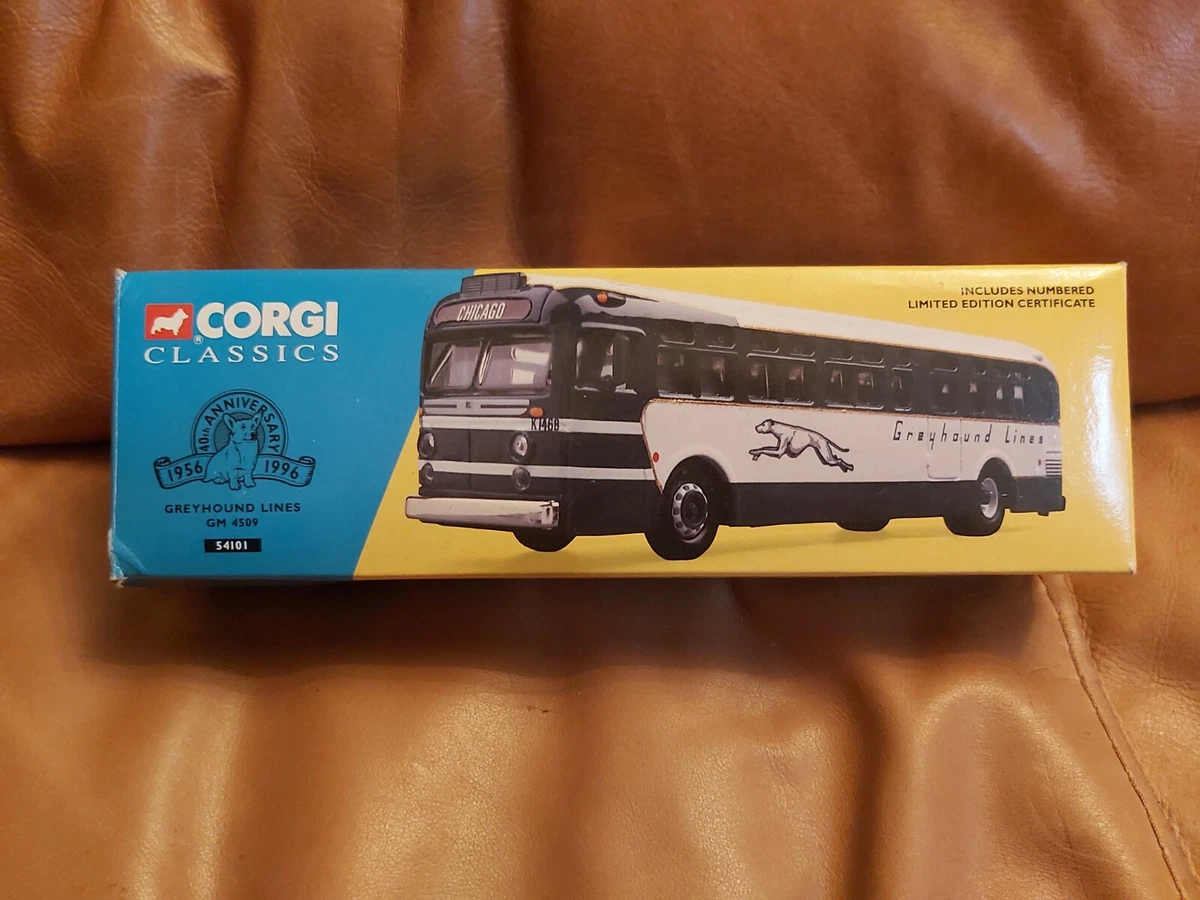 CORGI
®
CLASSICS
40th ANNIVERSARY
1956 1996
GREYHOUND LINES
GM 4509
54101
CHICAGO
K1468
Greyhound Lines
INCLUDES NUMBERED
LIMITED EDITION CERTIFICATE